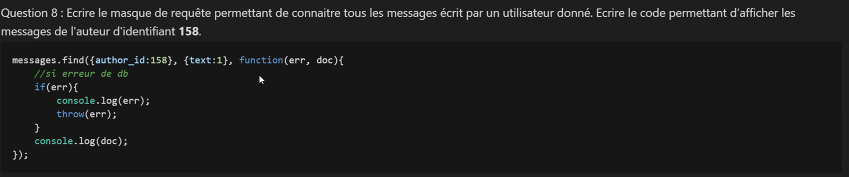 Question 8 : Ecrire le masque de requête permettant de connaitre tous les messages écrit par un utilisateur donné. Ecrire le code permettant d'afficher les
messages de l'auteur d'identifiant 158.
messages.find({author_id:158}, {text:1}, function(err, doc){
//si erreur de db
if(err){
console.log(err);
throw(err);
}
console.log(doc);
});